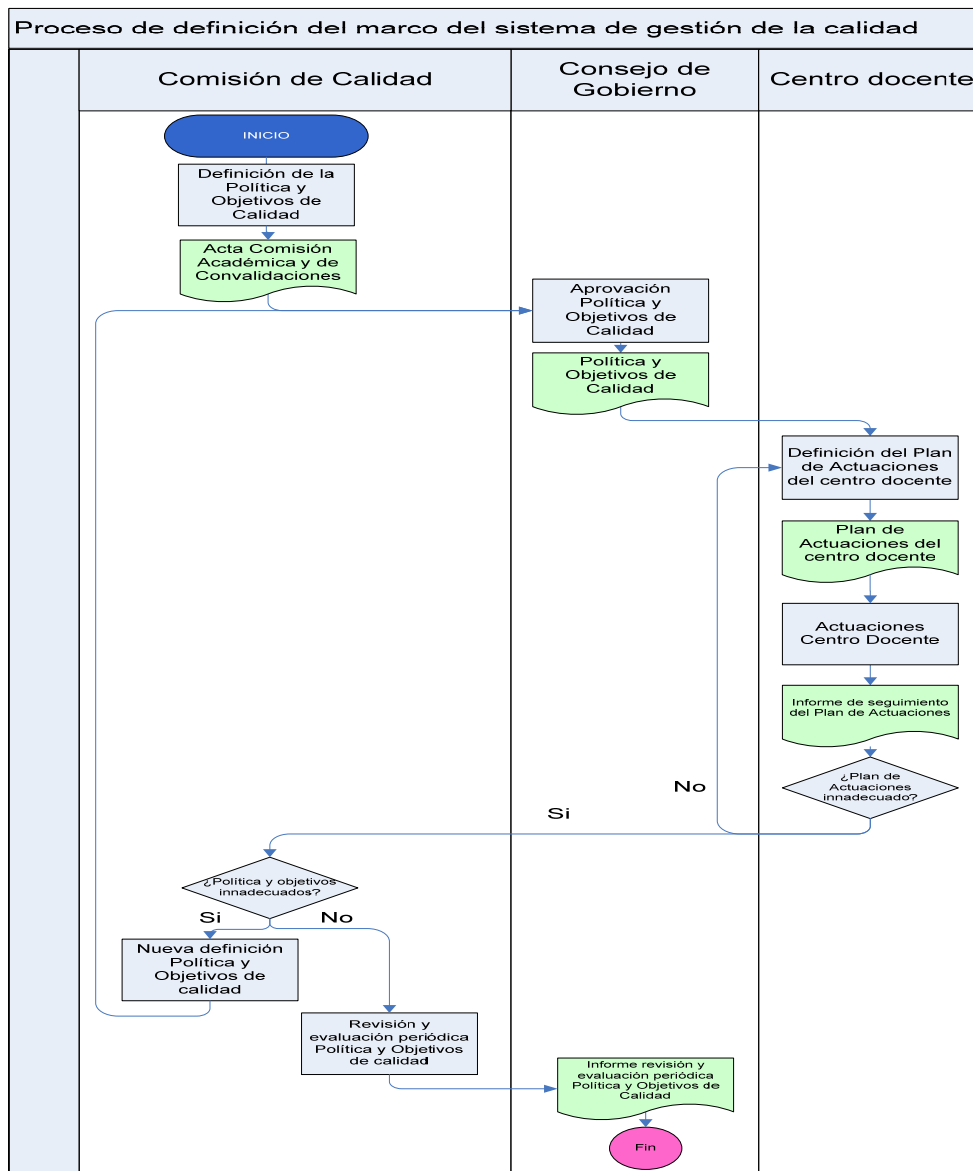 Proceso de definición del marco del sistema de gestión de la calidad
Comisión de Calidad
Consejo de
Gobierno
Centro docente
INICIO
Definición de la
Política y
Objetivos de
Calidad
Acta Comisión
Académica y de
Convalidaciones
Aprovación
Política y
Objetivos de
Calidad
Política y
Objetivos de
Calidad
Definición del Plan
de Actuaciones
del centro docente
Plan de
Actuaciones del
centro docente
Actuaciones
Centro Docente
Informe de seguimiento
del Plan de Actuaciones
¿Plan de
Actuaciones
innadecuado?
No
Si
¿Política y objetivos
innadecuados?
Si
No
Nueva definición
Política y
Objetivos de
calidad
Revisión y
evaluación periódica
Política y Objetivos
de calidad
Informe revisión y
evaluación periódica
Política y Objetivos de
Calidad
Fin